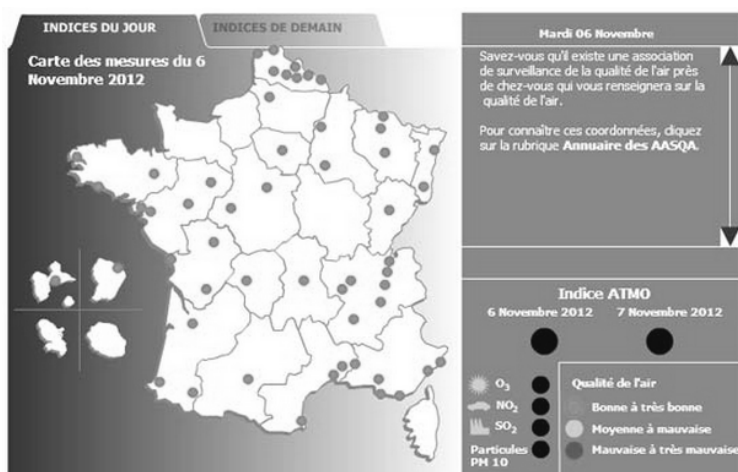 INDICES DU JOUR
INDICES DE DEMAIN
Carte des mesures du 6
Novembre 2012
Mardi 06 Novembre
Savez-vous qu'il existe une association
de surveillance de la qualité de l'air près
de chez-vous qui vous renseignera sur la
qualité de l'air.
Pour connaître ces coordonnées, cliquez
sur la rubrique Annuaire des AASQA.
Indice ATMO
6 Novembre 2012
7 Novembre 2012
O3
NO2
SO2
Particules
PM 10
Qualité de l'air
Bonne à très bonne
Moyenne à mauvaise
Mauvaise à très mauvaise